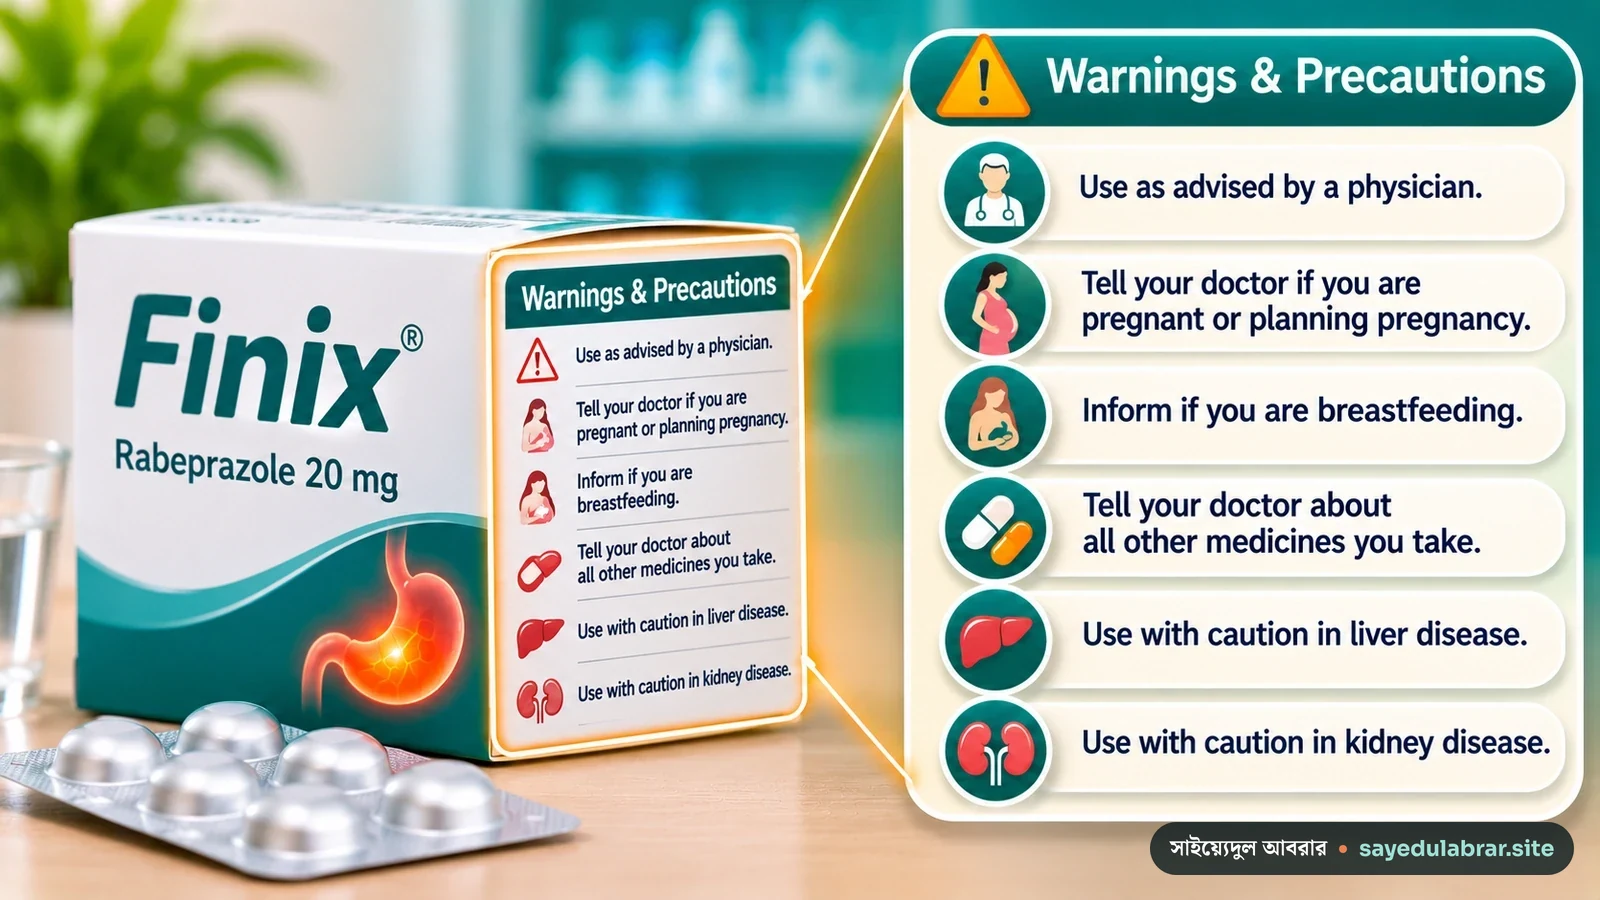 Finix®
Rabeprazole 20 mg
Warnings & Precautions
Use as advised by a physician.
Tell your doctor if you are
pregnant or planning pregnancy.
Inform if you are
breastfeeding.
Tell your doctor about
all other medicines you take.
Use with caution in liver disease.
Use with caution in kidney disease.
Warnings & Precautions
Use as advised by a physician.
Tell your doctor if you are
pregnant or planning pregnancy.
Inform if you are breastfeeding.
Tell your doctor about
all other medicines you take.
Use with caution in liver disease.
Use with caution in kidney disease.
সাইয়্যেদুল আবরার • sayedulabrar.site